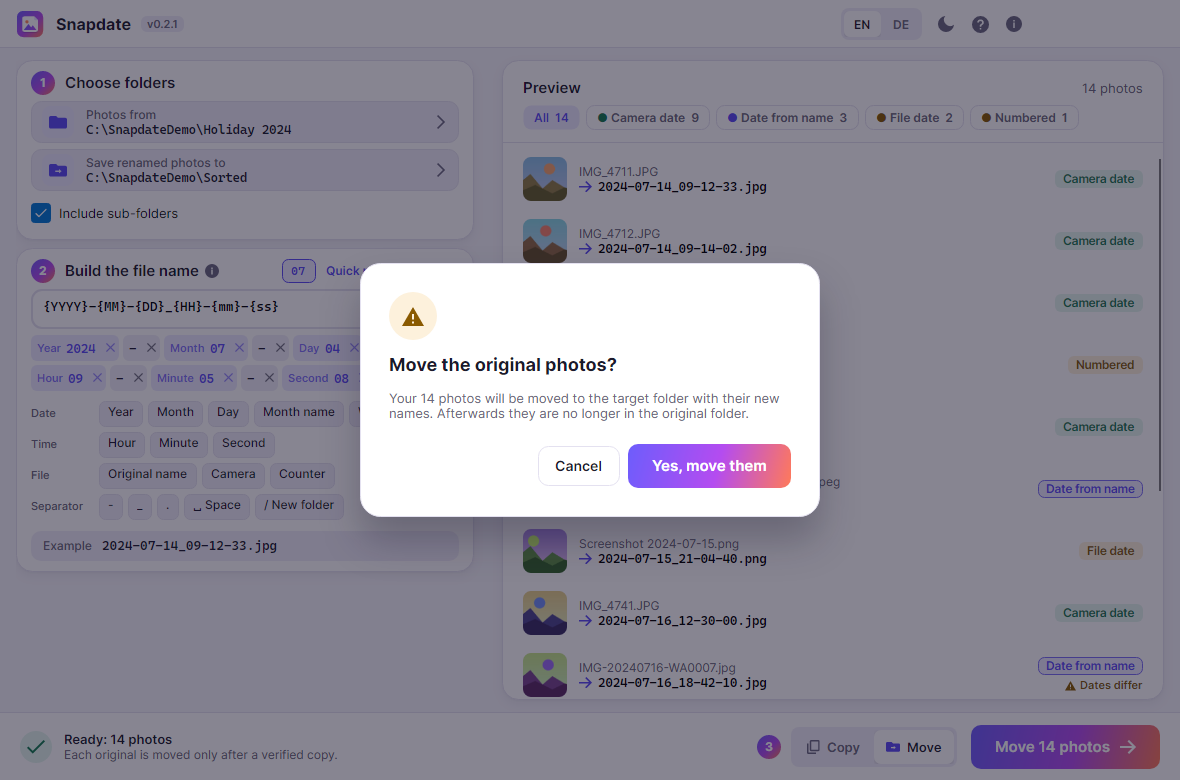 Snapdate v0.2.1 EN DE
1 Choose folders
Photos from
C:\SnapdateDemo\Holiday 2024
Save renamed photos to
C:\SnapdateDemo\Sorted
Include sub-folders
2 Build the file name 07 Quick
{YYYY}-{MM}-{DD}_{HH}-{mm}-{ss}
Year 2024 × - × Month 07 × - × Day 04 ×
Hour 09 × - × Minute 05 × - × Second 08
Date Year Month Day Month name
Time Hour Minute Second
File Original name Camera Counter
Separator - _ . ␣ Space / New folder
Example 2024-07-14_09-12-33.jpg
Preview 14 photos
All 14 Camera date 9 Date from name 3 File date 2 Numbered 1
IMG_4711.JPG
→ 2024-07-14_09-12-33.jpg
Camera date
IMG_4712.JPG
→ 2024-07-14_09-14-02.jpg
Camera date
Camera date
Numbered
Camera date
peg
Date from name
Screenshot 2024-07-15.png
→ 2024-07-15_21-04-40.png
File date
IMG_4741.JPG
→ 2024-07-16_12-30-00.jpg
Camera date
IMG-20240716-WA0007.jpg
→ 2024-07-16_18-42-10.jpg
Date from name
Dates differ
Move the original photos?
Your 14 photos will be moved to the target folder with their new
names. Afterwards they are no longer in the original folder.
Cancel Yes, move them
Ready: 14 photos
Each original is moved only after a verified copy.
3 Copy Move Move 14 photos →